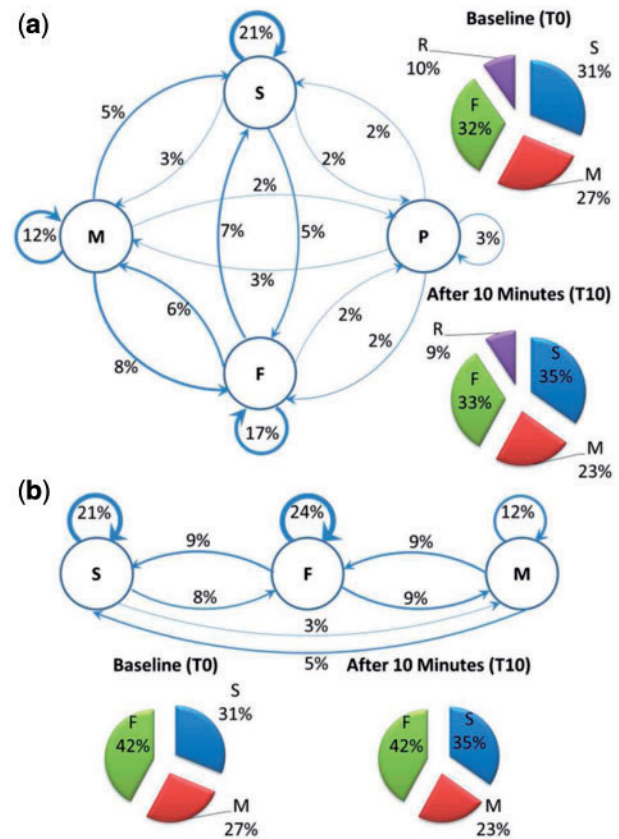 (a)
21%
S
5%
3%
2%
2%
2%
12%
M
7%
5%
P
3%
3%
6%
8%
2%
2%
F
17%
Baseline (T0)
R
10%
S
31%
F
32%
M
27%
After 10 Minutes (T10)
R
9%
S
35%
F
33%
M
23%
(b)
21%
S
9%
8%
24%
F
9%
9%
12%
M
3%
5%
Baseline (T0)
S
31%
F
42%
M
27%
After 10 Minutes (T10)
F
42%
S
35%
M
23%